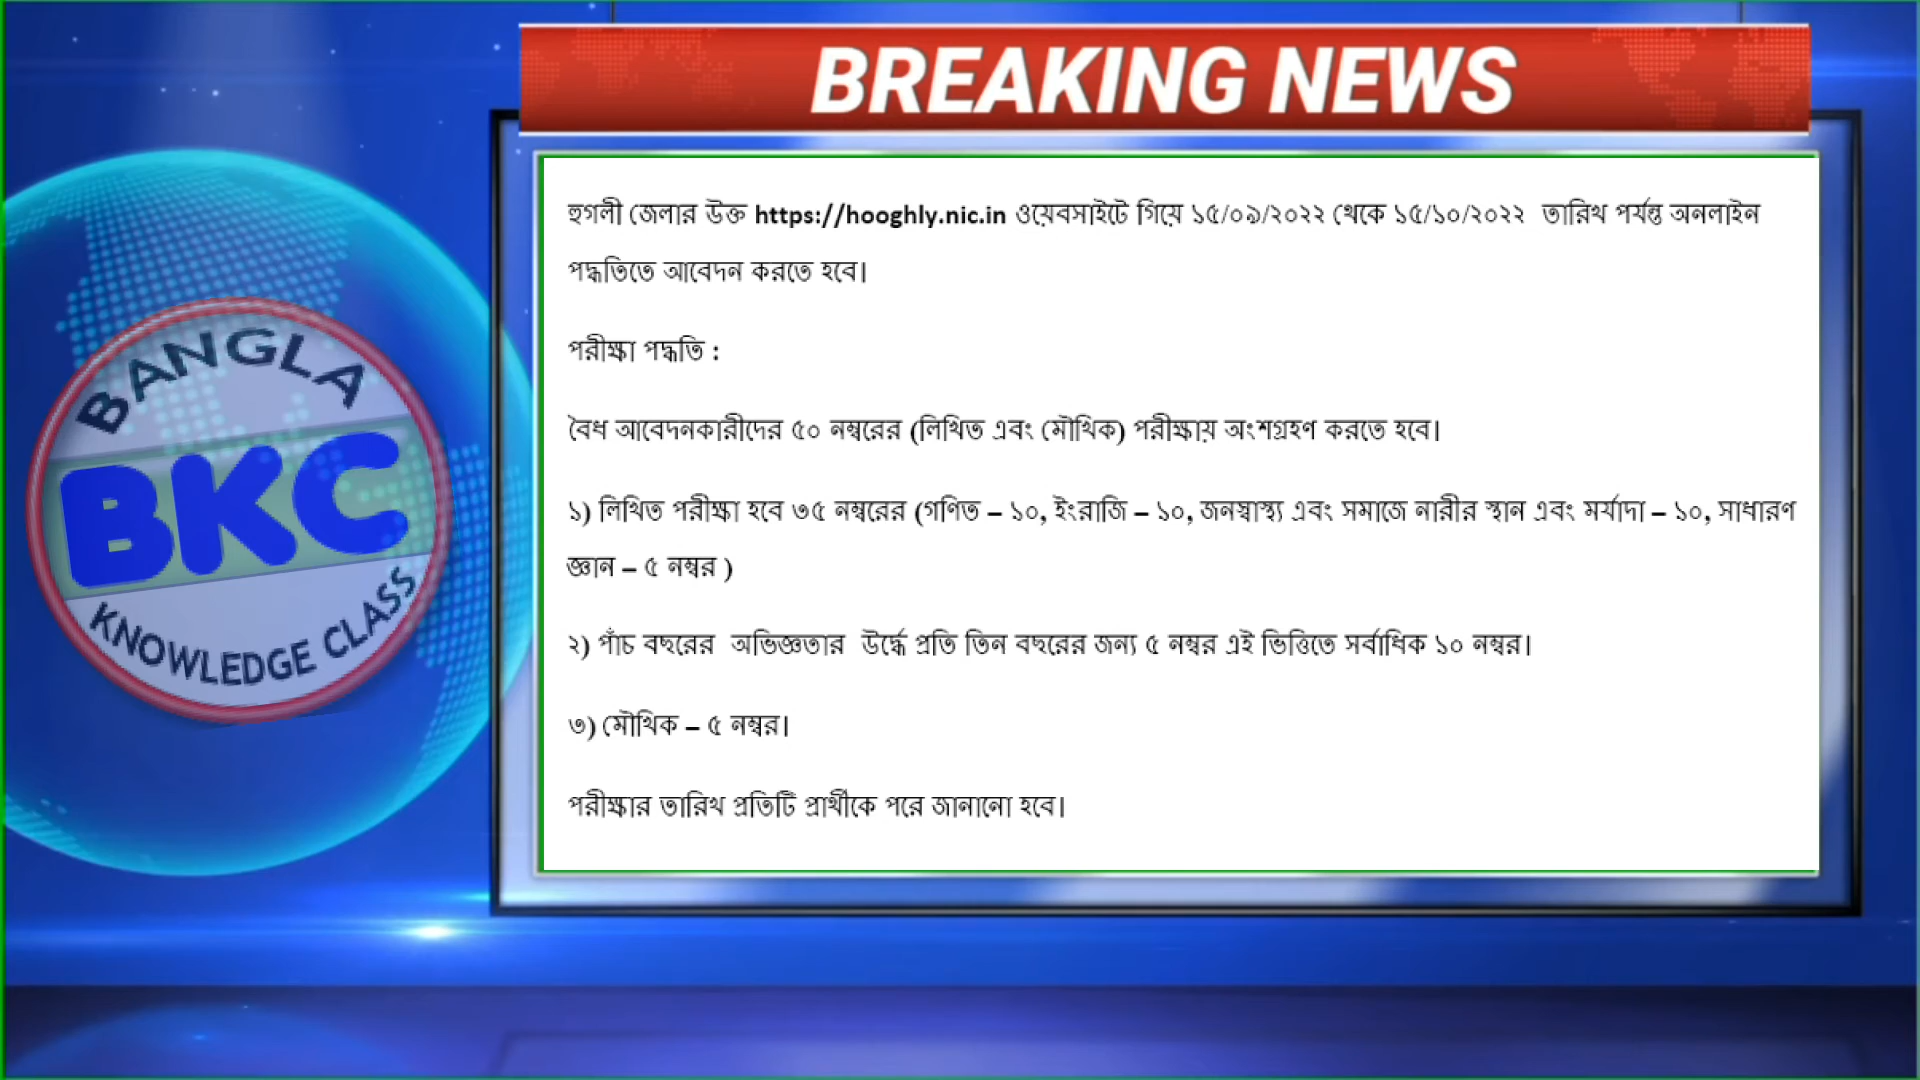 BREAKING NEWS
হুগলী জেলার উক্ত https://hooghly.nic.in ওয়েবসাইটে গিয়ে ১৫/০৯/২০২২ থেকে ১৫/১০/২০২২ তারিখ পর্যন্ত অনলাইন
পদ্ধতিতে আবেদন করতে হবে।
পরীক্ষা পদ্ধতি :
বৈধ আবেদনকারীদের ৫০ নম্বরের (লিখিত এবং মৌখিক) পরীক্ষায় অংশগ্রহণ করতে হবে।
১) লিখিত পরীক্ষা হবে ৩৫ নম্বরের (গণিত – ১০, ইংরাজি – ১০, জনস্বাস্থ্য এবং সমাজে নারীর স্থান এবং মর্যাদা – ১০, সাধারণ
জ্ঞান – ৫ নম্বর )
২) পাঁচ বছরের অভিজ্ঞতার উর্দ্ধে প্রতি তিন বছরের জন্য ৫ নম্বর এই ভিত্তিতে সর্বাধিক ১০ নম্বর।
৩) মৌখিক – ৫ নম্বর।
পরীক্ষার তারিখ প্রতিটি প্রার্থীকে পরে জানানো হবে।
BANGLA
BKC
KNOWLEDGE CLASS